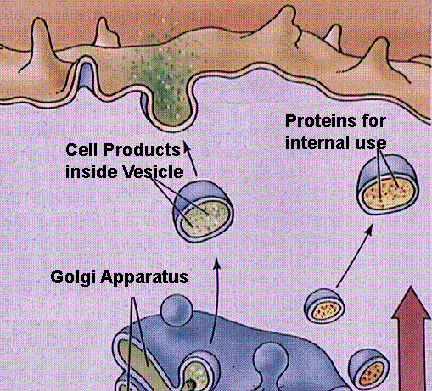 Proteins for
internal use
Cell Products
inside Vesicle
Golgi Apparatus